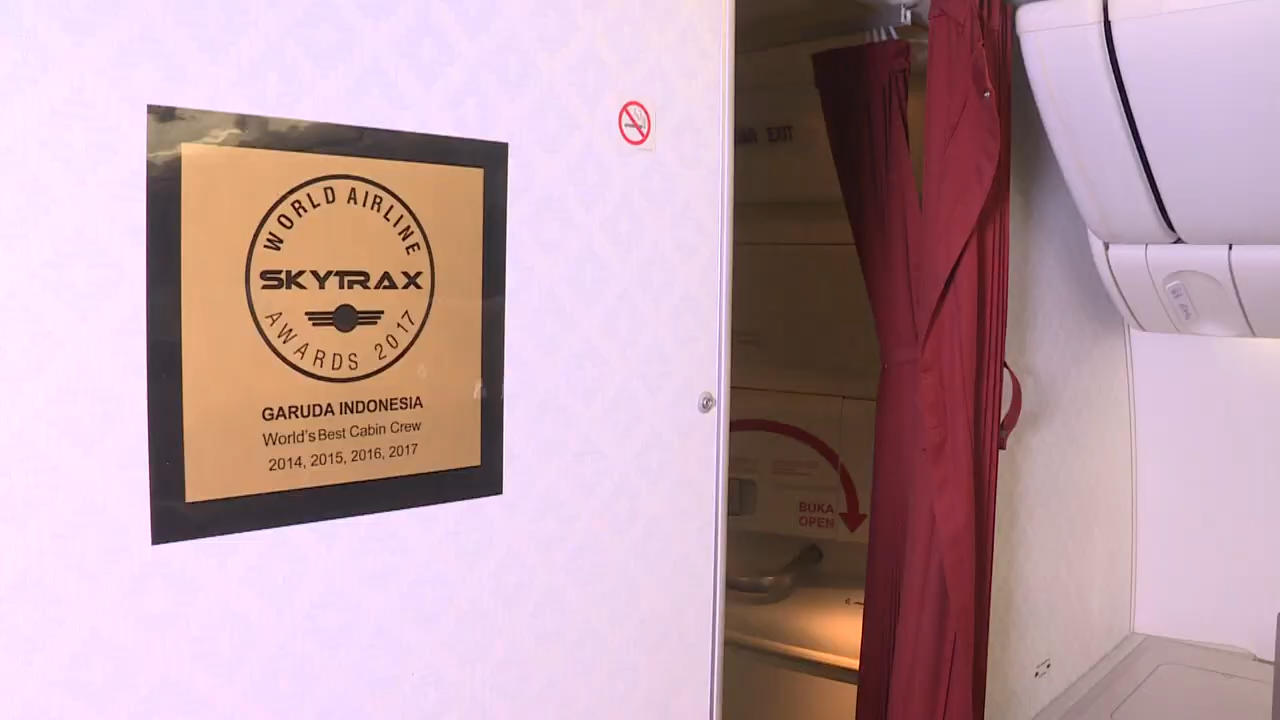 WORLD AIRLINE
SKYTRAX
AWARDS 2017
GARUDA INDONESIA
World's Best Cabin Crew
2014, 2015, 2016, 2017
EXIT
BUKA
OPEN